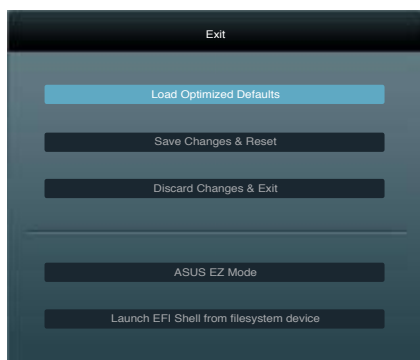 Exit
Load Optimized Defaults
Save Changes & Reset
Discard Changes & Exit
ASUS EZ Mode
Launch EFI Shell from filesystem device